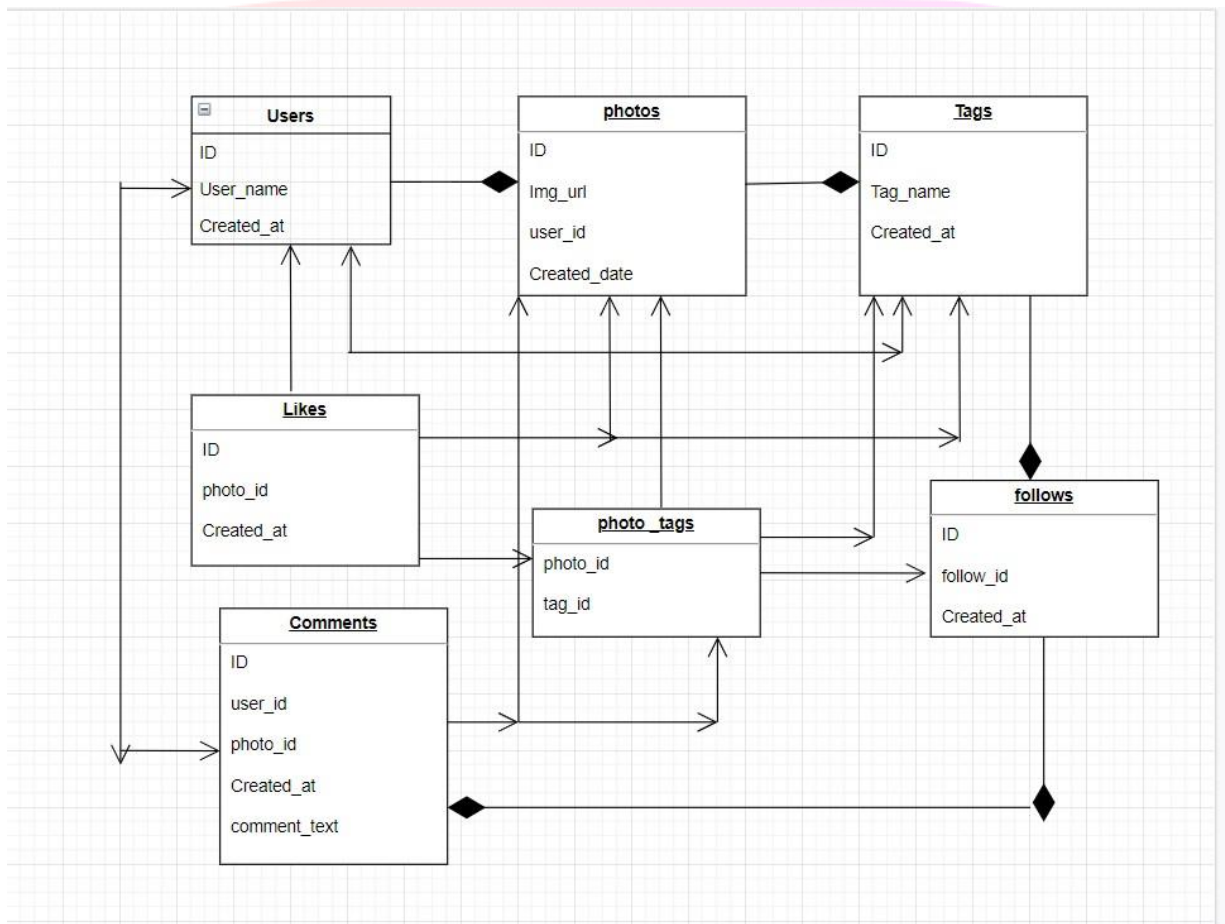 Users
ID
User_name
Created_at
photos
ID
Img_url
user_id
Created_date
Tags
ID
Tag_name
Created_at
Likes
ID
photo_id
Created_at
photo _tags
photo_id
tag_id
follows
ID
follow_id
Created_at
Comments
ID
user_id
photo_id
Created_at
comment_text